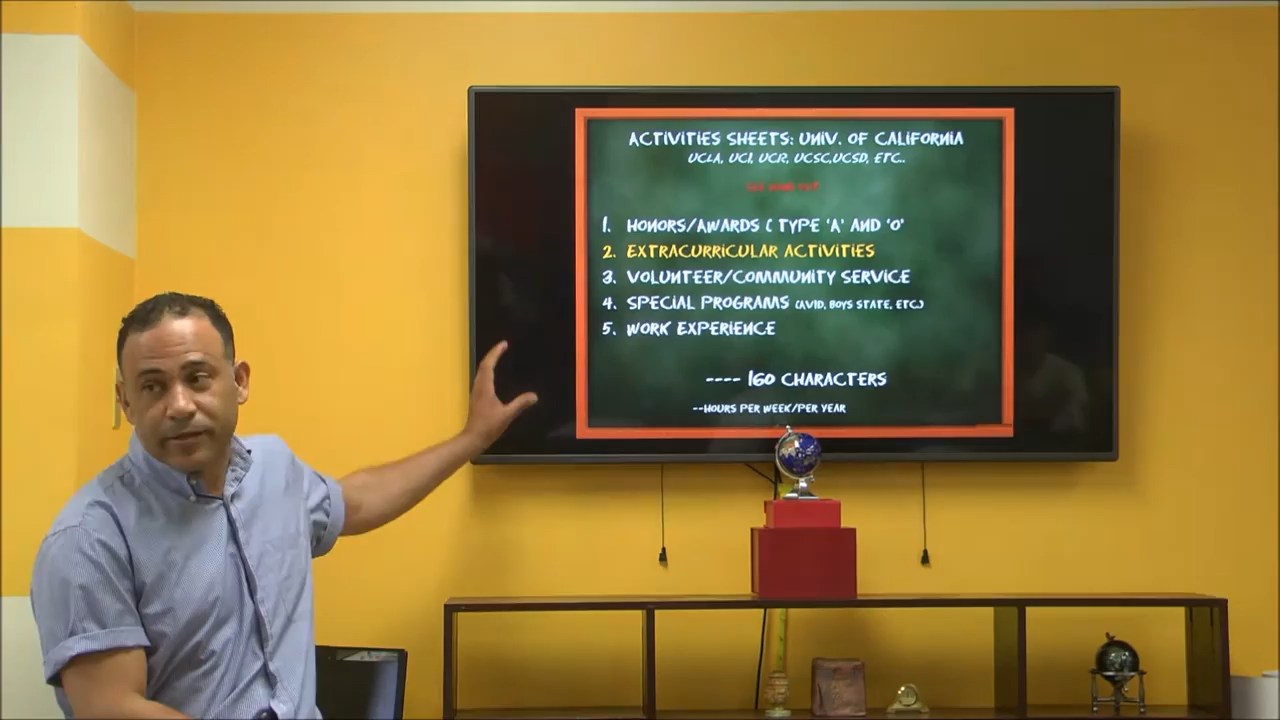 ACTIVITIES SHEETS: UNIV. OF CALIFORNIA
UCLA, UCI, UCR, UCSC,UCSD, ETC..
1. HONORS/AWARDS ( TYPE 'A' AND 'O'
2. EXTRACURRICULAR ACTIVITIES
3. VOLUNTEER/COMMUNITY SERVICE
4. SPECIAL PROGRAMS (AVID, BOYS STATE, ETC)
5. WORK EXPERIENCE
---- 160 CHARACTERS
--HOURS PER WEEK/PER YEAR